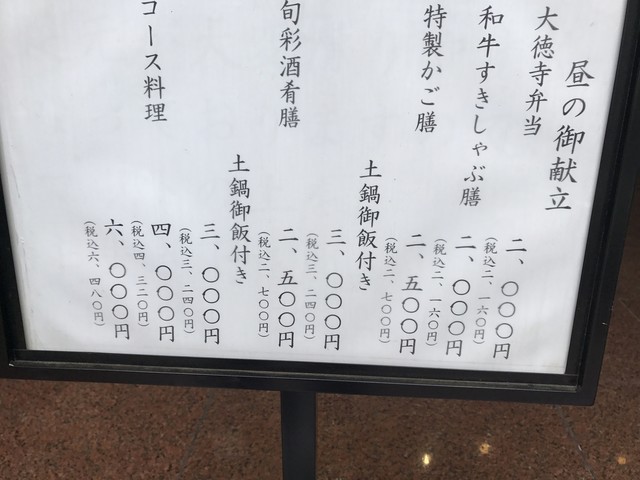 昼の御献立
大徳寺弁当
二、〇〇〇円
(税込二、一六〇円)
和牛すきしゃぶ膳
二、〇〇〇円
(税込二、一六〇円)
特製かご膳
二、五〇〇円
(税込二、七〇〇円)
土鍋御飯付き
三、〇〇〇円
(税込三、二四〇円)
旬彩酒肴膳
二、五〇〇円
(税込二、七〇〇円)
土鍋御飯付き
三、〇〇〇円
(税込三、二四〇円)
コース料理
四、〇〇〇円
(税込四、三二〇円)
六、〇〇〇円
(税込六、四八〇円)